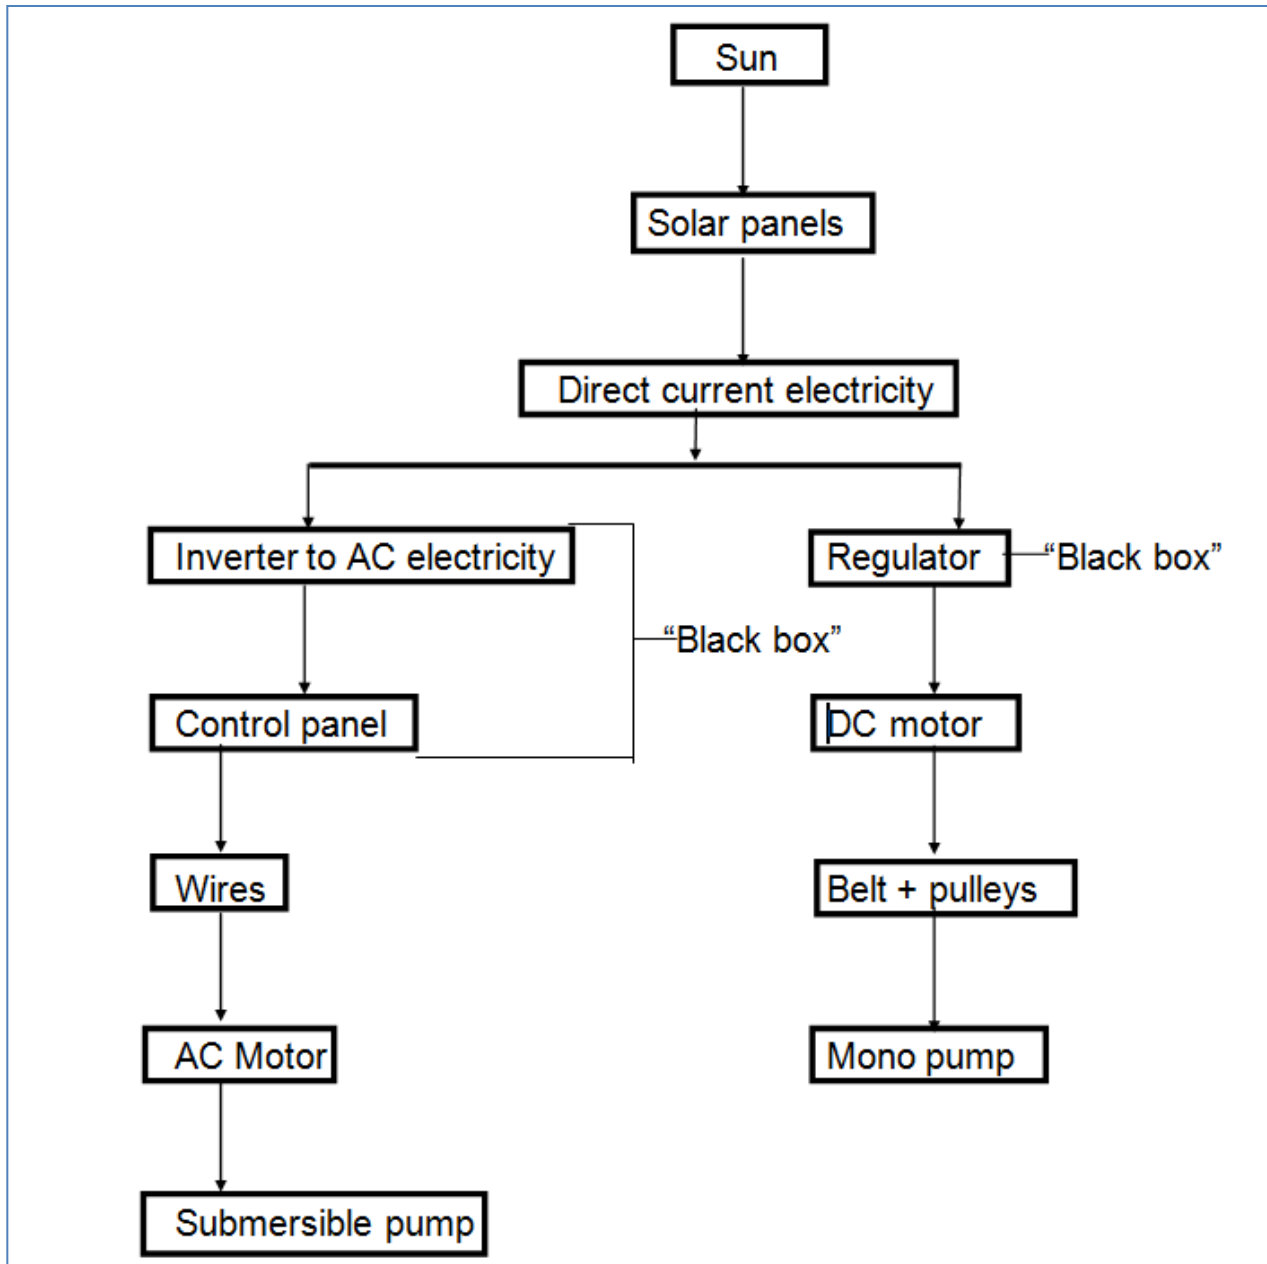 Sun
Solar panels
Direct current electricity
Inverter to AC electricity
Regulator
“Black box”
“Black box”
Control panel
DC motor
Wires
Belt + pulleys
AC Motor
Mono pump
Submersible pump